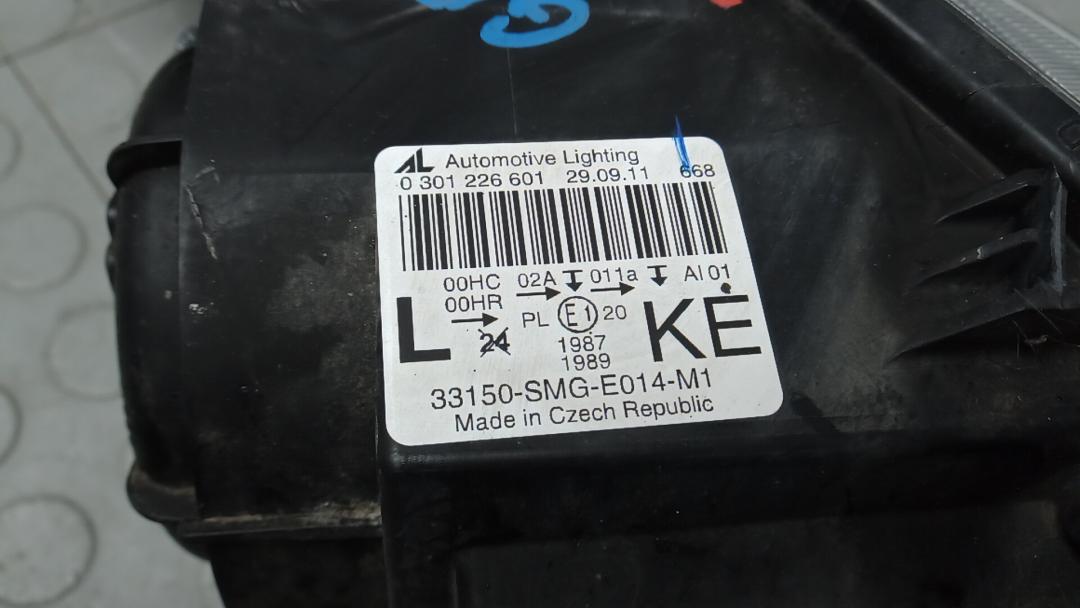 AL Automotive Lighting
0 301 226 601 29.09.11 668
00HC 02A 011a AI 01
00HR
L PL E1 20 KE
24
1987
1989
33150-SMG-E014-M1
Made in Czech Republic